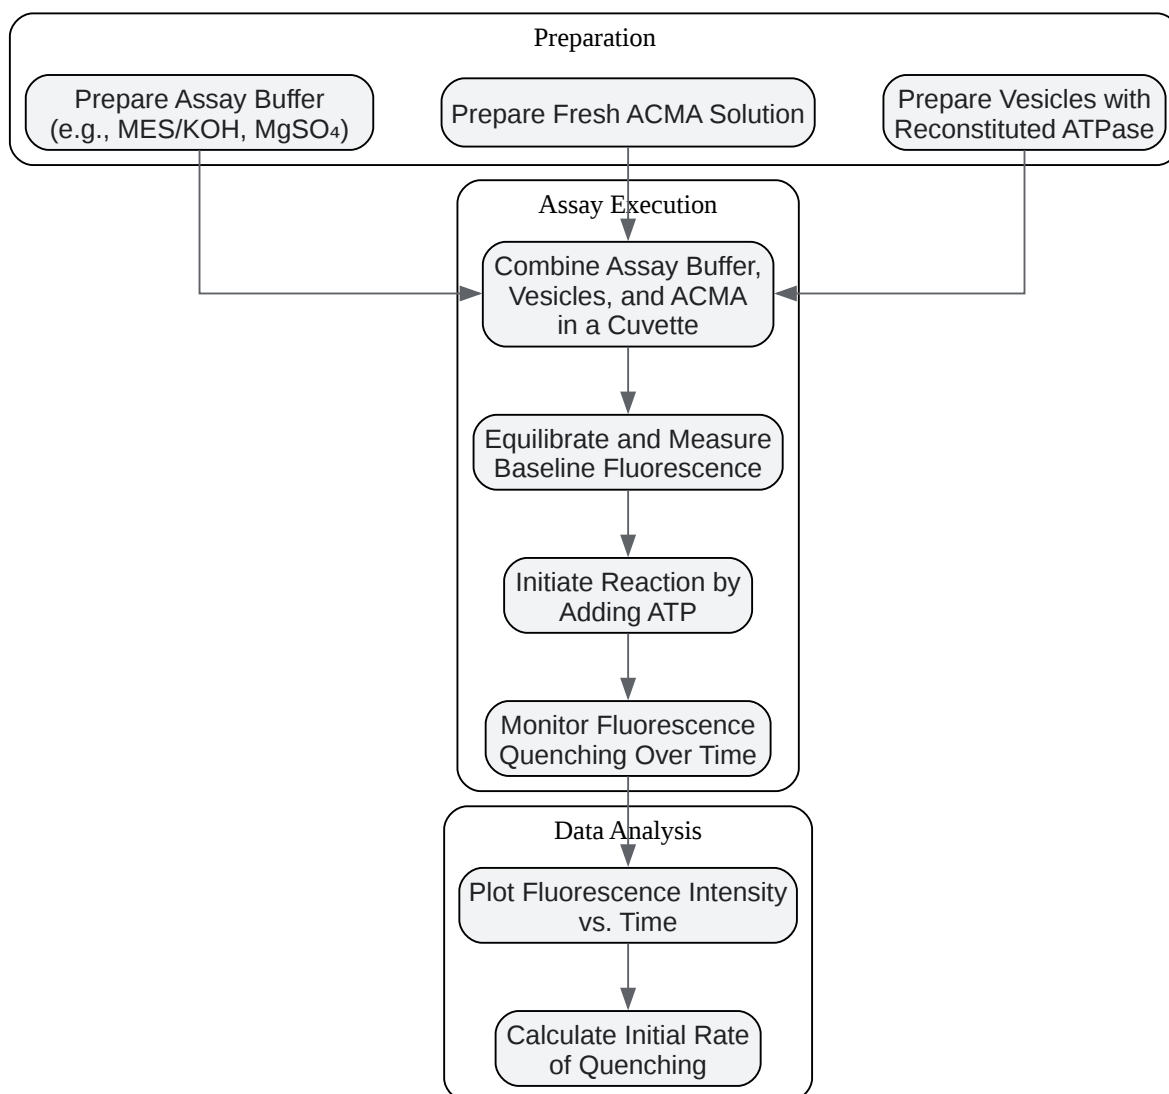 Preparation
Prepare Assay Buffer
(e.g., MES/KOH, MgSO₄)
Prepare Fresh ACMA Solution
Prepare Vesicles with
Reconstituted ATPase
Assay Execution
Combine Assay Buffer,
Vesicles, and ACMA
in a Cuvette
Equilibrate and Measure
Baseline Fluorescence
Initiate Reaction by
Adding ATP
Monitor Fluorescence
Quenching Over Time
Data Analysis
Plot Fluorescence Intensity
vs. Time
Calculate Initial Rate
of Quenching